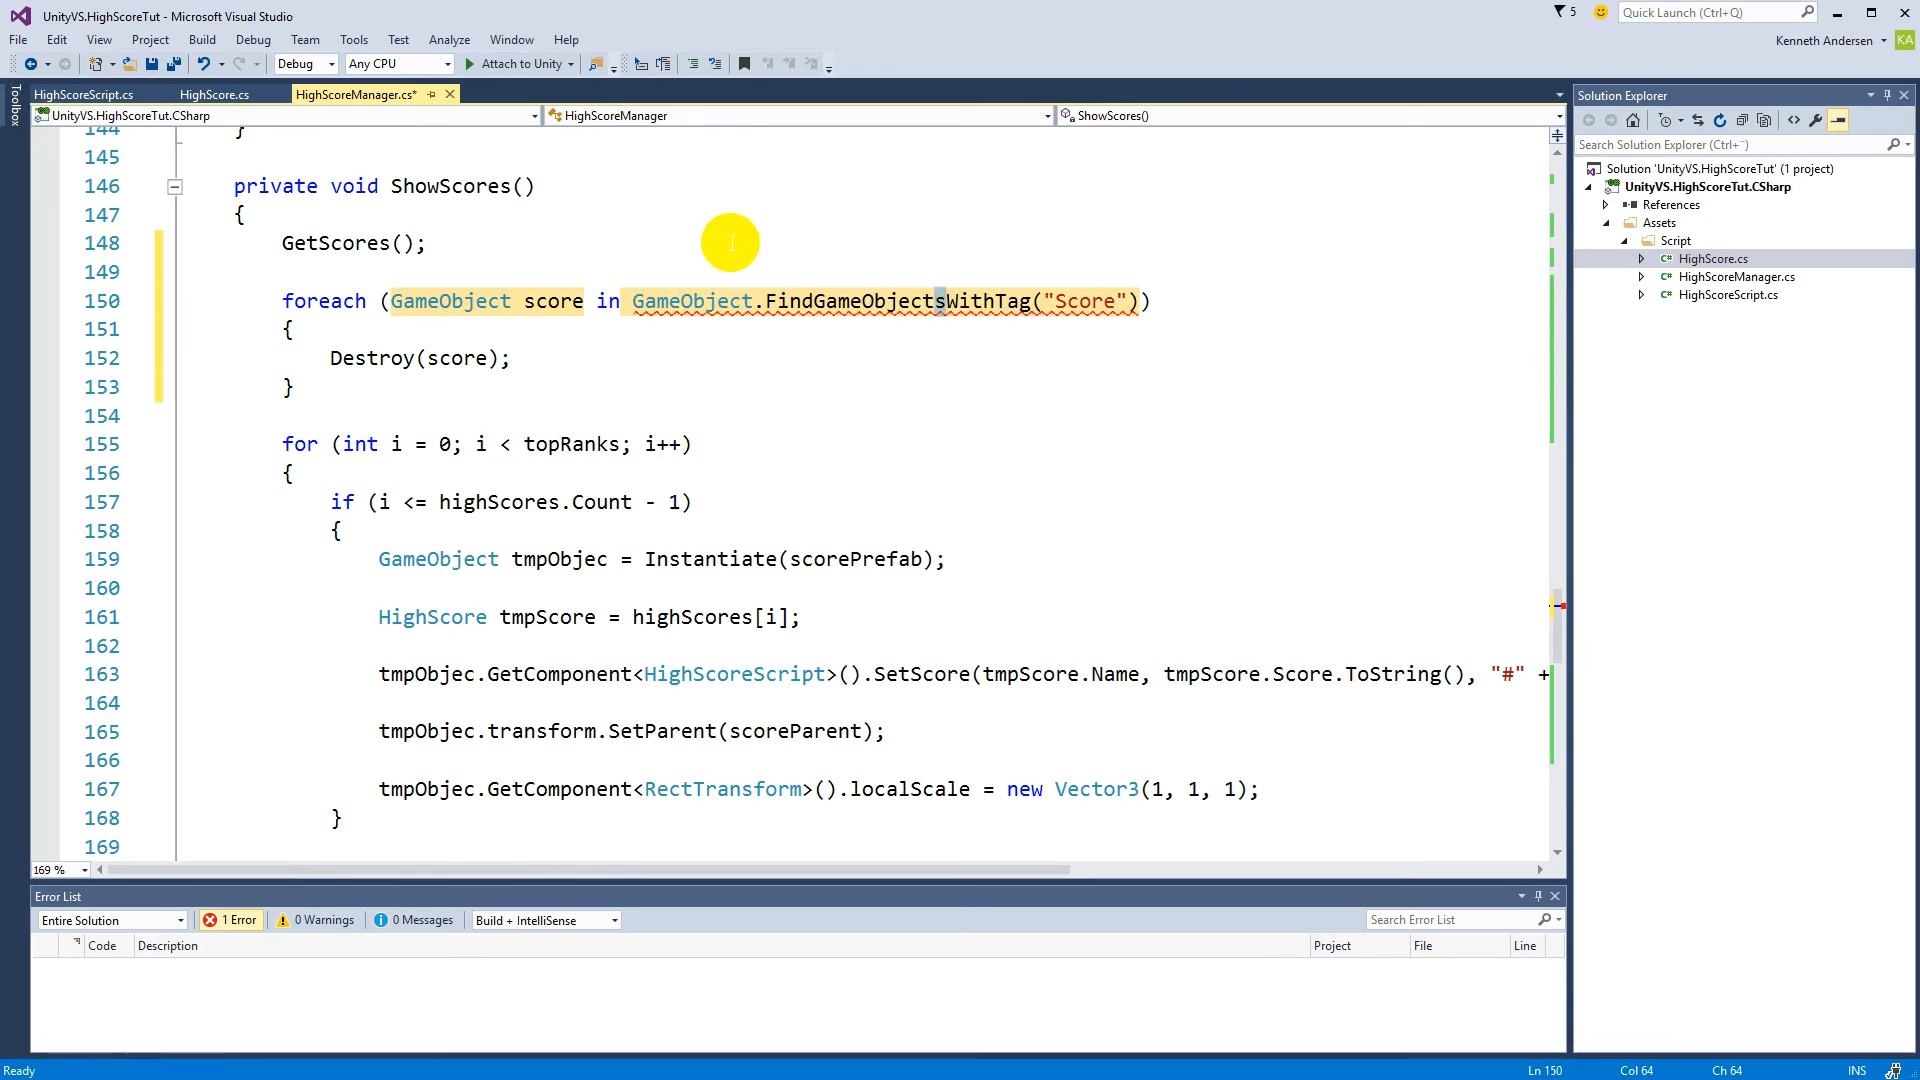 UnityVS.HighScoreTut - Microsoft Visual Studio
5
Quick Launch (Ctrl+Q)
File Edit View Project Build Debug Team Tools Test Analyze Window Help
Kenneth Andersen
KA
Debug
Any CPU
Attach to Unity
Toolbox
HighScoreScript.cs
HighScore.cs
HighScoreManager.cs*
UnityVS.HighScoreTut.CSharp
HighScoreManager
ShowScores()
144 }
145
146 private void ShowScores()
147 {
148 GetScores();
149
150 foreach (GameObject score in GameObject.FindGameObjectsWithTag("Score"))
151 {
152 Destroy(score);
153 }
154
155 for (int i = 0; i < topRanks; i++)
156 {
157 if (i <= highScores.Count - 1)
158 {
159 GameObject tmpObjec = Instantiate(scorePrefab);
160
161 HighScore tmpScore = highScores[i];
162
163 tmpObjec.GetComponent<HighScoreScript>().SetScore(tmpScore.Name, tmpScore.Score.ToString(), "#" +
164
165 tmpObjec.transform.SetParent(scoreParent);
166
167 tmpObjec.GetComponent<RectTransform>().localScale = new Vector3(1, 1, 1);
168 }
169
169 %
Solution Explorer
Search Solution Explorer (Ctrl+¨)
Solution 'UnityVS.HighScoreTut' (1 project)
UnityVS.HighScoreTut.CSharp
References
Assets
Script
C# HighScore.cs
C# HighScoreManager.cs
C# HighScoreScript.cs
Error List
Entire Solution
1 Error
0 Warnings
0 Messages
Build + IntelliSense
Search Error List
Code
Description
Project
File
Line
Ready
Ln 150
Col 64
Ch 64
INS